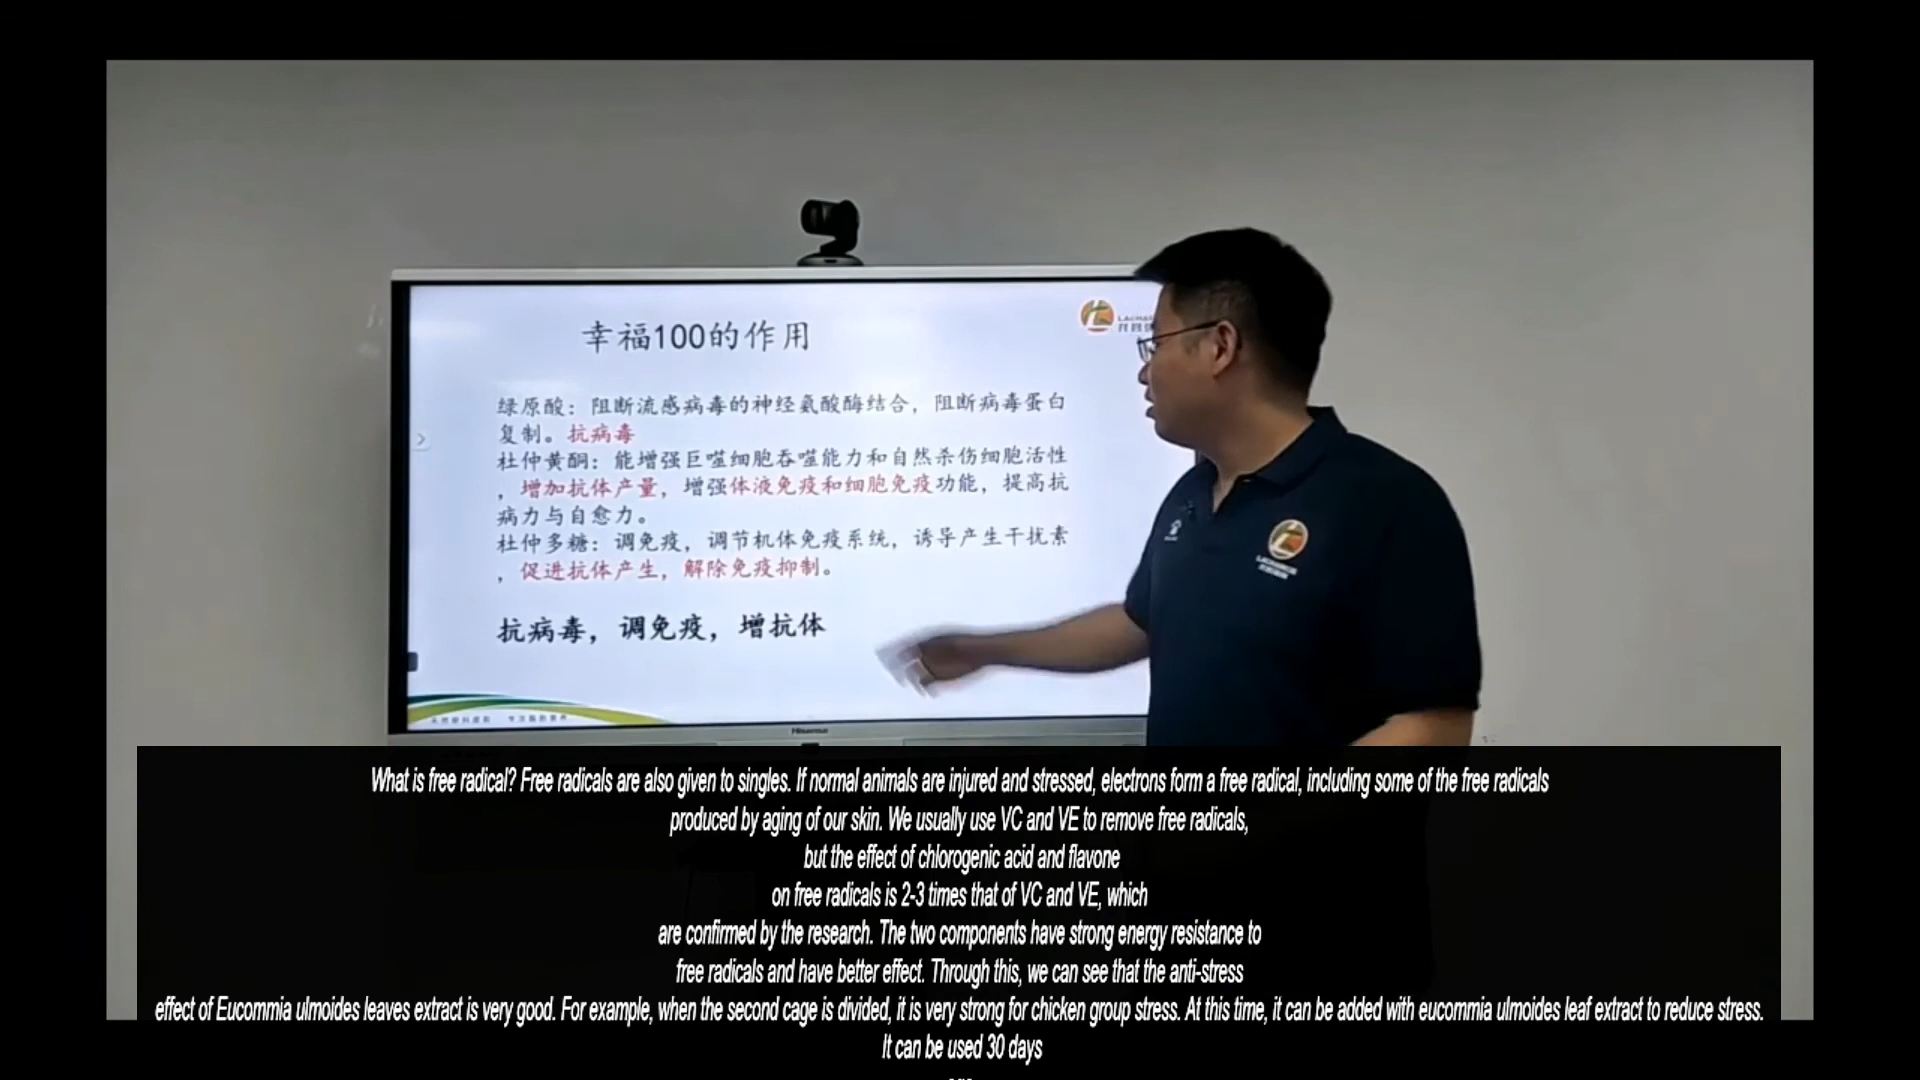 幸福100的作用
绿原酸：阻断流感病毒的神经氨酸酶结合，阻断病毒蛋白
复制。抗病毒
杜仲黄酮：能增强巨噬细胞吞噬能力和自然杀伤细胞活性
，增加抗体产量，增强体液免疫和细胞免疫功能，提高抗
病力与自愈力。
杜仲多糖：调免疫，调节机体免疫系统，诱导产生干扰素
，促进抗体产生，解除免疫抑制。
抗病毒，调免疫，增抗体
Hisense
What is free radical? Free radicals are also given to singles. If normal animals are injured and stressed, electrons form a free radical, including some of the free radicals
produced by aging of our skin. We usually use VC and VE to remove free radicals,
but the effect of chlorogenic acid and flavone
on free radicals is 2-3 times that of VC and VE, which
are confirmed by the research. The two components have strong energy resistance to
free radicals and have better effect. Through this, we can see that the anti-stress
effect of Eucommia ulmoides leaves extract is very good. For example, when the second cage is divided, it is very strong for chicken group stress. At this time, it can be added with eucommia ulmoides leaf extract to reduce stress.
It can be used 30 days